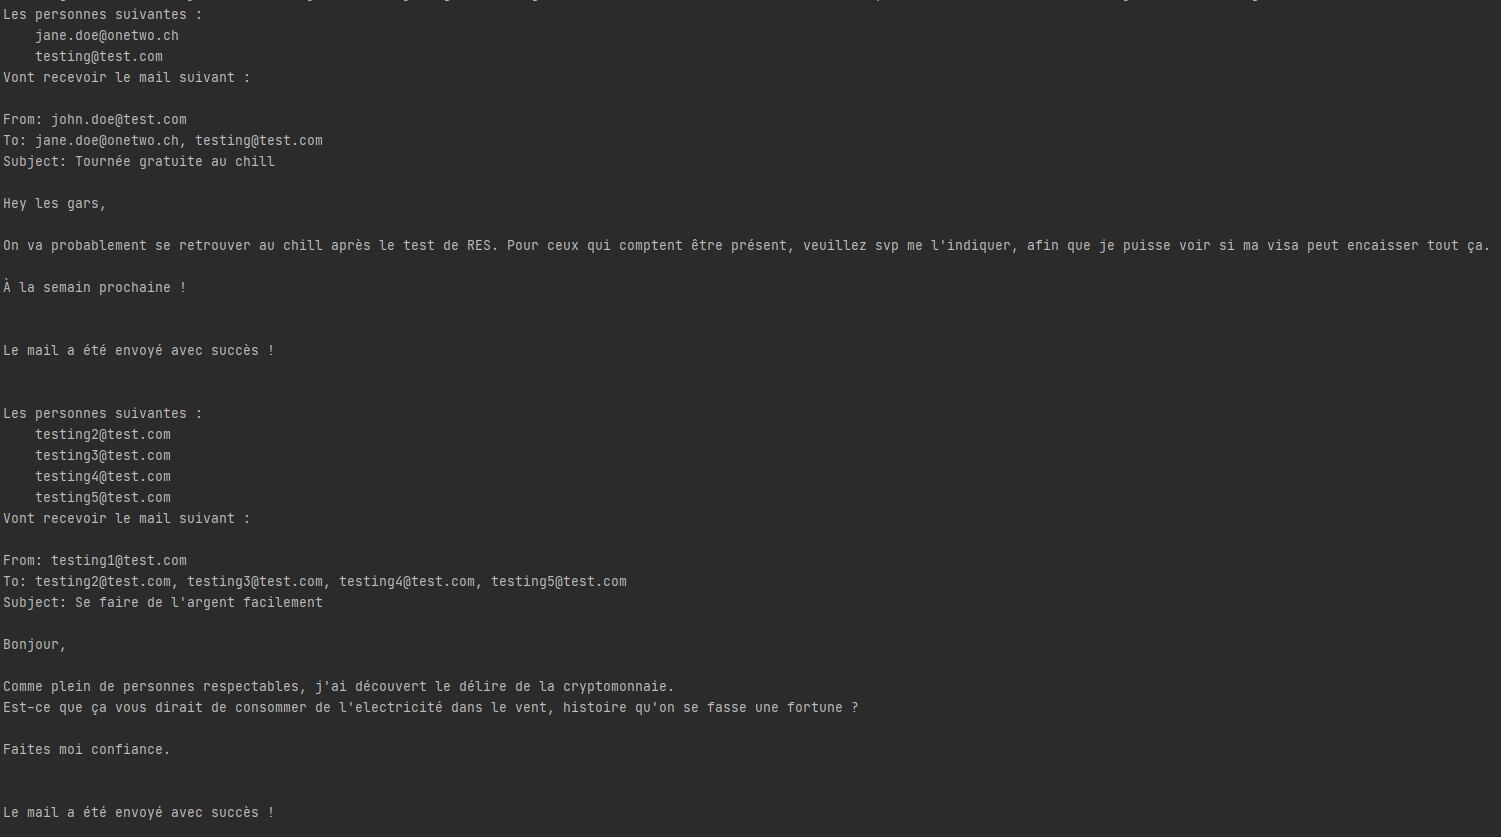 Les personnes suivantes :
jane.doe@onetwo.ch
testing@test.com
Vont recevoir le mail suivant :
From: john.doe@test.com
To: jane.doe@onetwo.ch, testing@test.com
Subject: Tournée gratuite au chill
Hey les gars,
On va probablement se retrouver au chill après le test de RES. Pour ceux qui comptent être présent, veuillez svp me l'indiquer, afin que je puisse voir si ma visa peut encaisser tout ça.
À la semain prochaine !
Le mail a été envoyé avec succès !
Les personnes suivantes :
testing2@test.com
testing3@test.com
testing4@test.com
testing5@test.com
Vont recevoir le mail suivant :
From: testing1@test.com
To: testing2@test.com, testing3@test.com, testing4@test.com, testing5@test.com
Subject: Se faire de l'argent facilement
Bonjour,
Comme plein de personnes respectables, j'ai découvert le délire de la cryptomonnaie.
Est-ce que ça vous dirait de consommer de l'electricité dans le vent, histoire qu'on se fasse une fortune ?
Faites moi confiance.
Le mail a été envoyé avec succès !